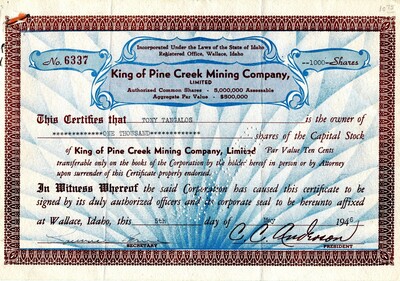 Incorporated Under the Laws of the State of Idaho
Registered Office, Wallace, Idaho
No. 6337
--1000-Shares
King of Pine Creek Mining Company,
LIMITED
Authorized Common Shares - 5,000,000 Assessable
Aggregate Par Value - $500,000
This Certifies that TONY TANGALOS is the owner of
**************ONE THOUSAND************** shares of the Capital Stock
of King of Pine Creek Mining Company, Limited Par Value Ten Cents
transferable only on the books of the Corporation by the holder hereof in person or by Attorney
upon surrender of this Certificate properly endorsed.
In Witness Whereof the said Corporation has caused this certificate to be
signed by its duly authorized officers and its corporate seal to be hereunto affixed
at Wallace, Idaho, this 5th day of May 1946
C. C. Anderson
SECRETARY
PRESIDENT